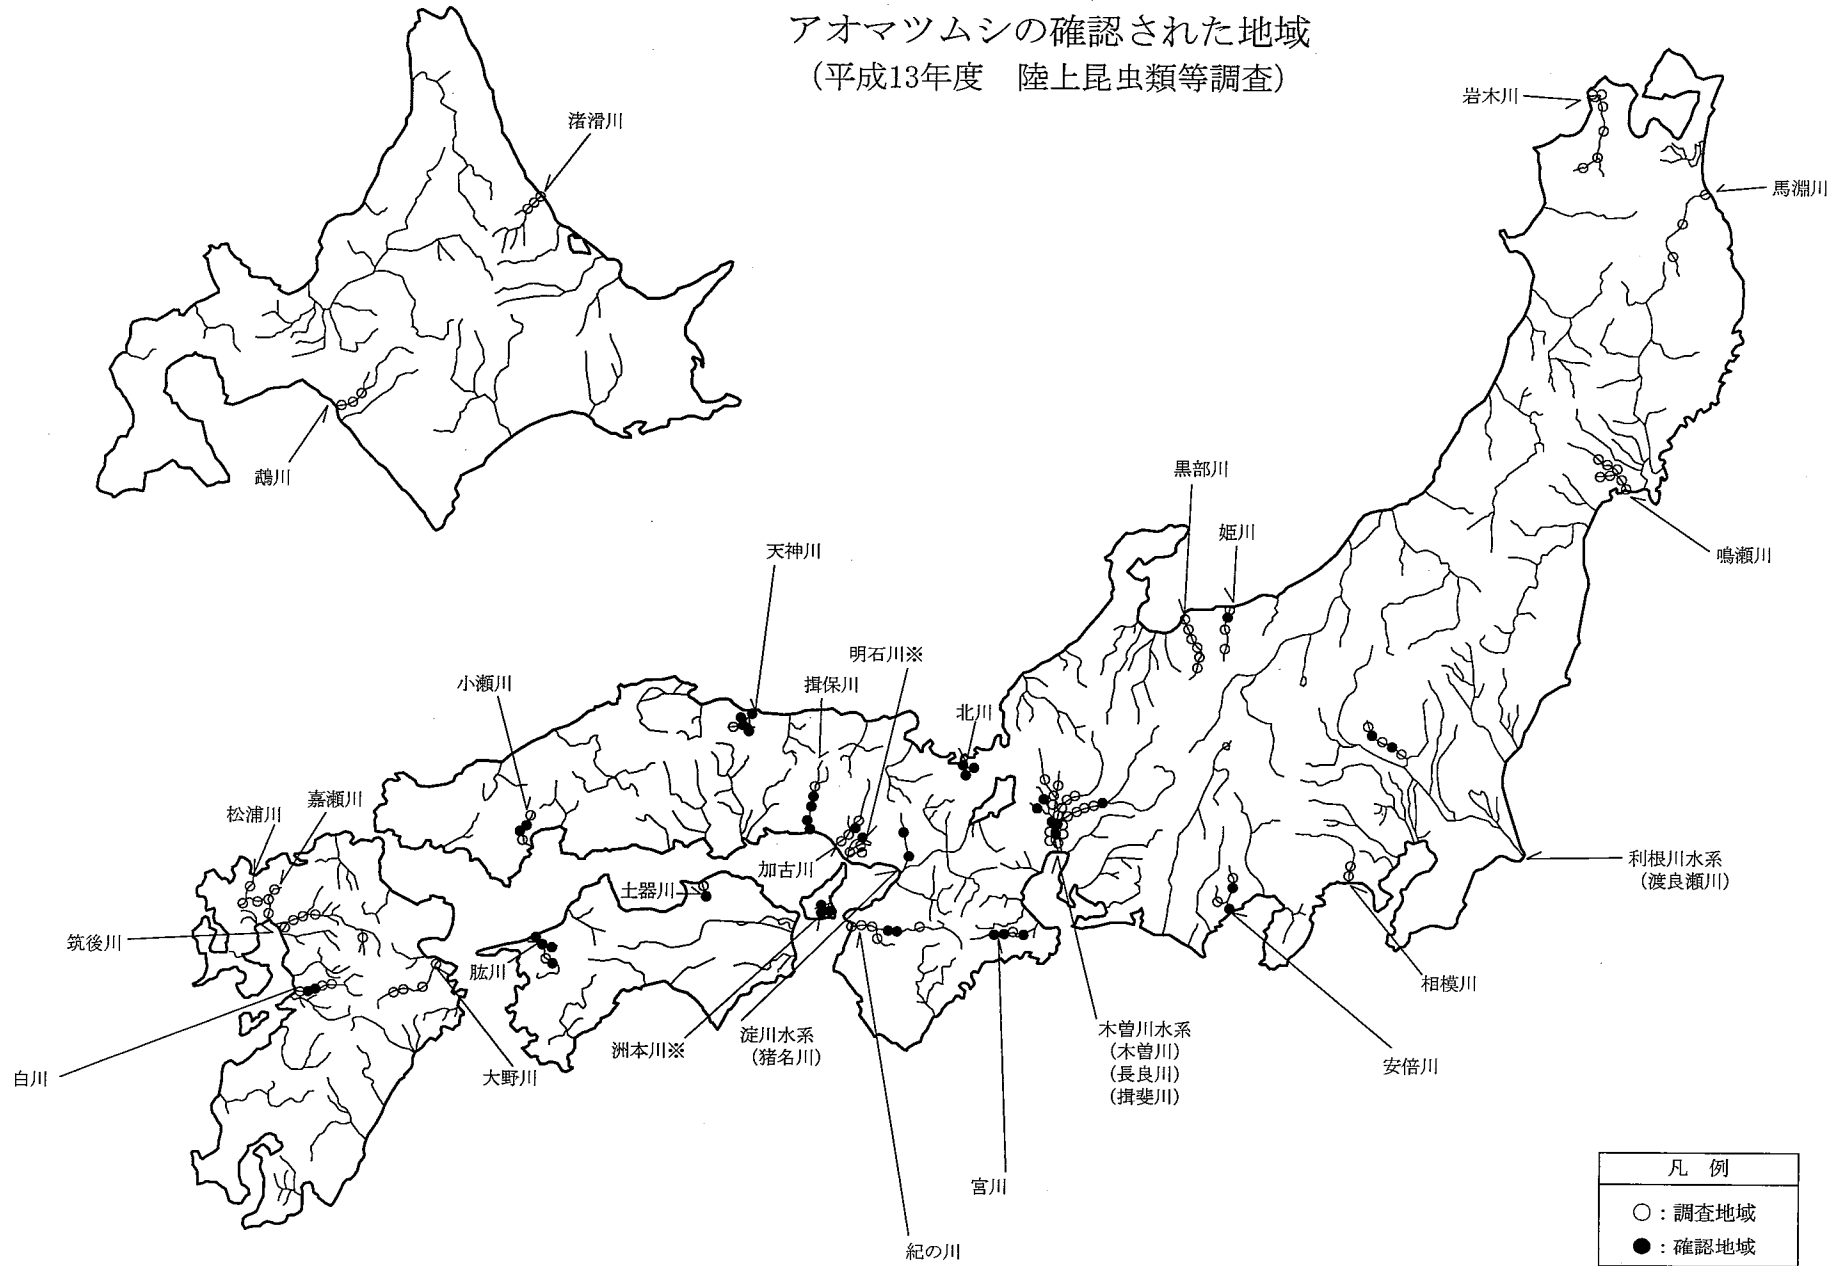 アオマツムシの確認された地域
(平成13年度 陸上昆虫類等調査)
渚滑川
鵡川
岩木川
馬淵川
鳴瀬川
黒部川
姫川
天神川
明石川※
揖保川
小瀬川
北川
嘉瀬川
松浦川
加古川
土器川
筑後川
肱川
白川
大野川
洲本川※
淀川水系
(猪名川)
紀の川
宮川
木曽川水系
(木曽川)
(長良川)
(揖斐川)
安倍川
相模川
利根川水系
(渡良瀬川)
凡 例
○:調査地域
●:確認地域